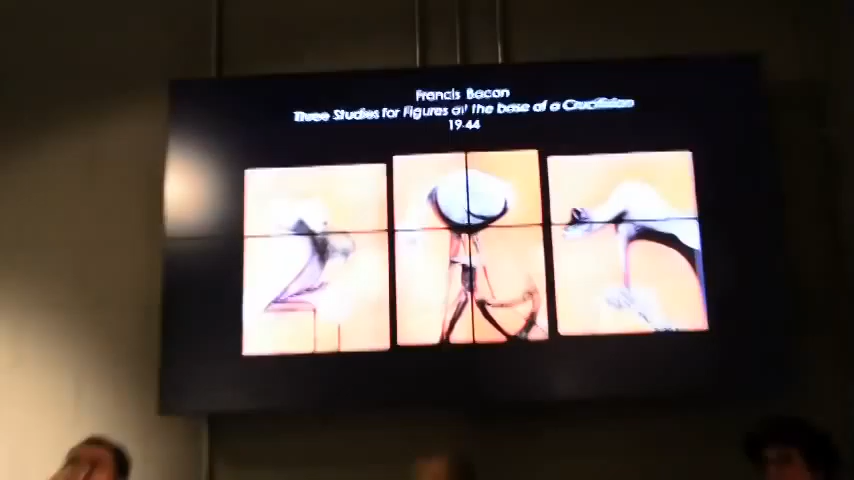 Francis Bacon
Three Studies for Figures at the base of a Crucifixion
1944